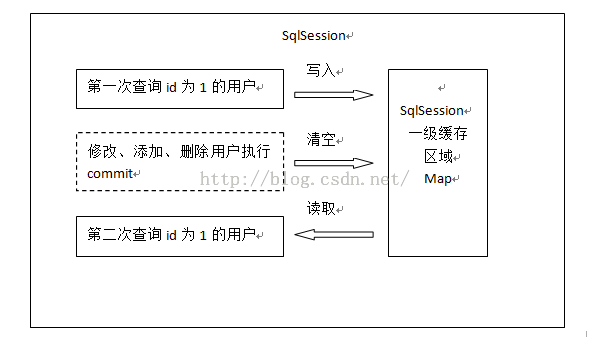 SqlSession
写入
第一次查询 id 为 1 的用户
SqlSession
一级缓存
区域
Map
清空
修改、添加、删除用户执行
commit
http://blog.csdn.net/
读取
第二次查询 id 为 1 的用户